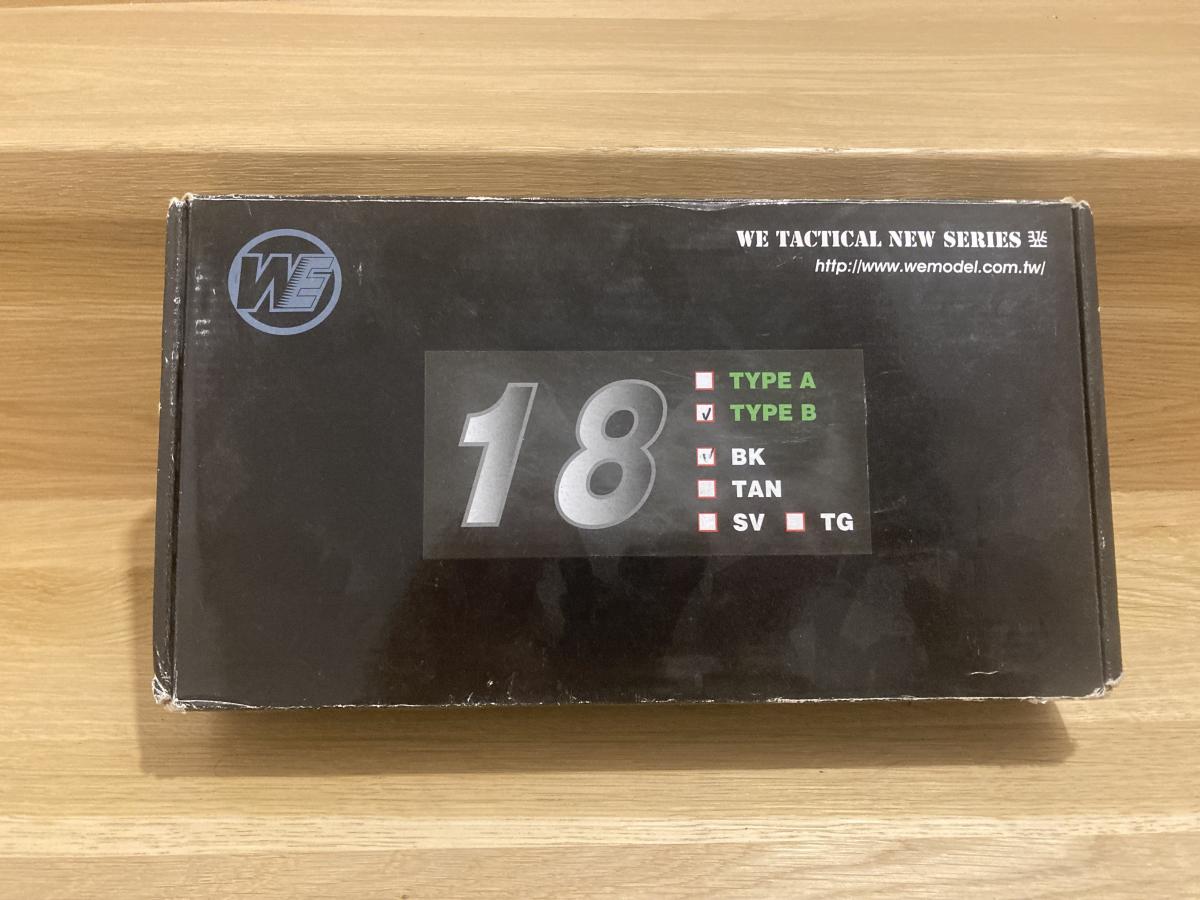 WE
WE TACTICAL NEW SERIES
http://www.wemodel.com.tw/
18
TYPE A
TYPE B
BK
TAN
SV TG